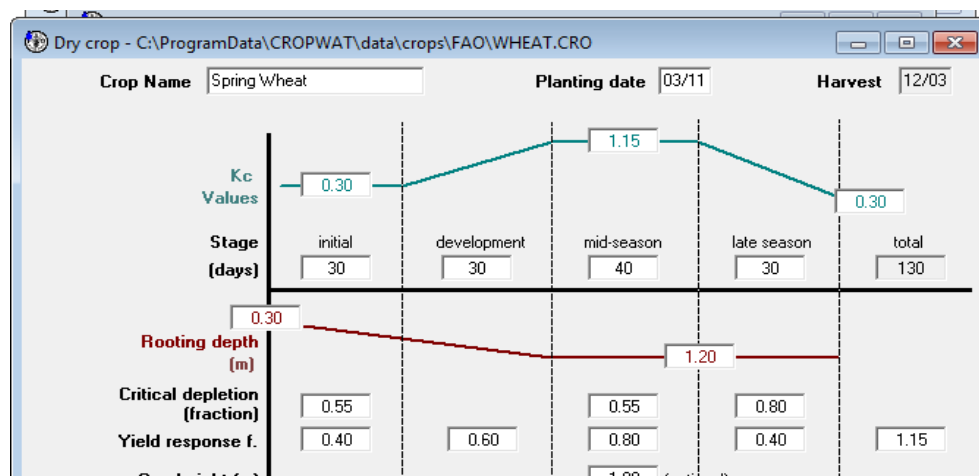 Dry crop - C:\ProgramData\CROPWAT\data\crops\FAO\WHEAT.CRO
Crop Name Spring Wheat Planting date 03/11 Harvest 12/03
Kc Values 0.30 1.15 0.30
Stage initial development mid-season late season total
(days) 30 30 40 30 130
0.30
Rooting depth
(m) 1.20
Critical depletion
(fraction) 0.55 0.55 0.80
Yield response f. 0.40 0.60 0.80 0.40 1.15